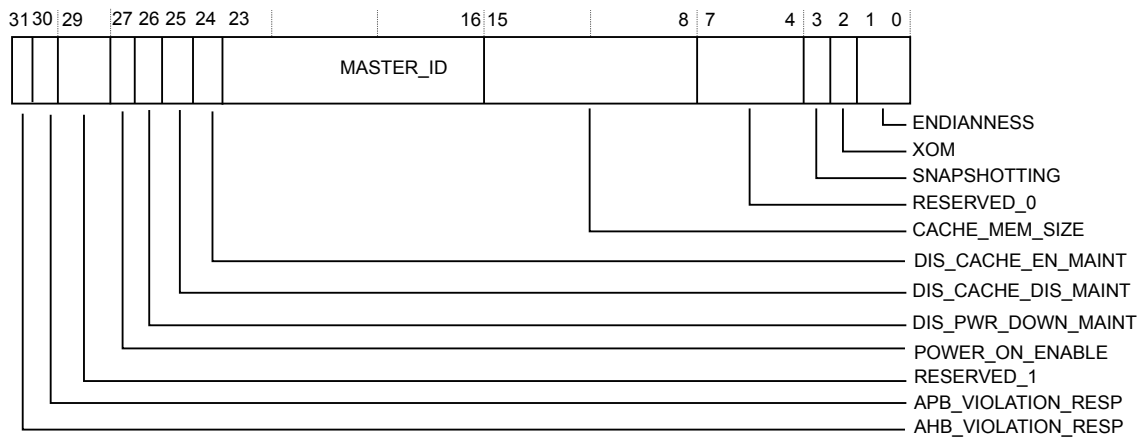 31 30 29 27 26 25 24 23 16 15 8 7 4 3 2 1 0
MASTER_ID
ENDIANNESS
XOM
SNAPSHOTTING
RESERVED_0
CACHE_MEM_SIZE
DIS_CACHE_EN_MAINT
DIS_CACHE_DIS_MAINT
DIS_PWR_DOWN_MAINT
POWER_ON_ENABLE
RESERVED_1
APB_VIOLATION_RESP
AHB_VIOLATION_RESP